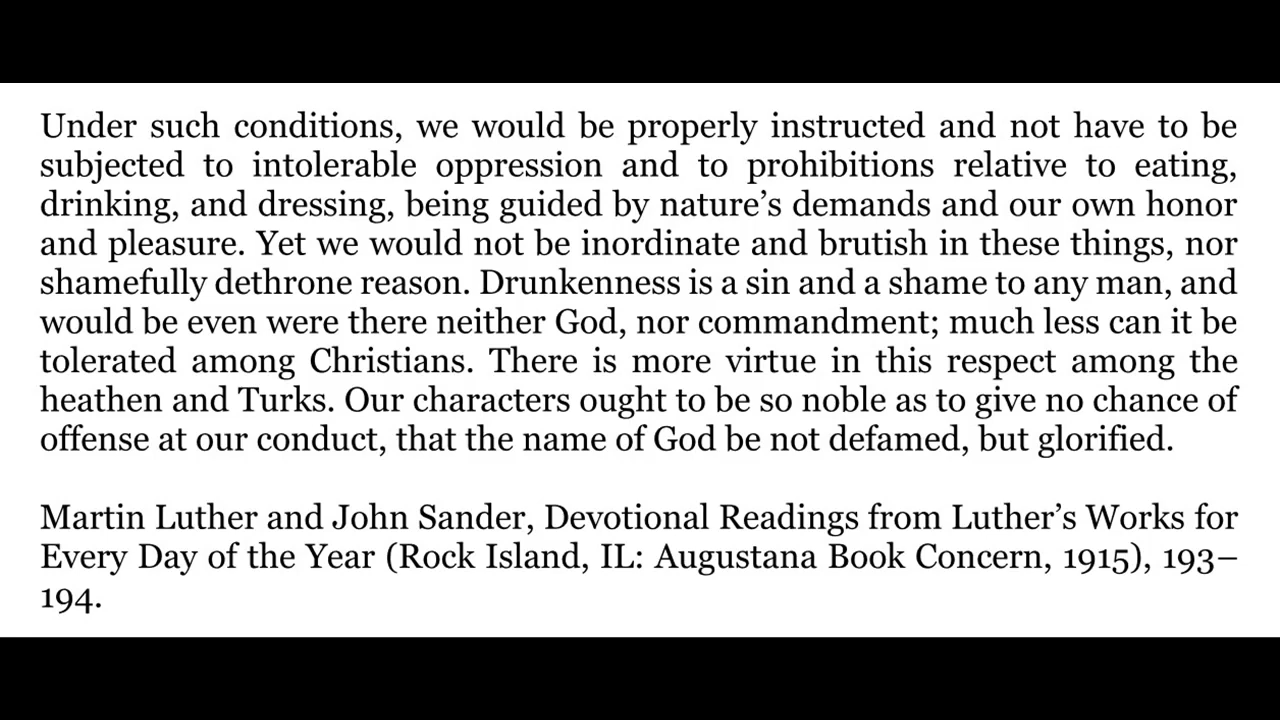 Under such conditions, we would be properly instructed and not have to be
subjected to intolerable oppression and to prohibitions relative to eating,
drinking, and dressing, being guided by nature’s demands and our own honor
and pleasure. Yet we would not be inordinate and brutish in these things, nor
shamefully dethrone reason. Drunkenness is a sin and a shame to any man, and
would be even were there neither God, nor commandment; much less can it be
tolerated among Christians. There is more virtue in this respect among the
heathen and Turks. Our characters ought to be so noble as to give no chance of
offense at our conduct, that the name of God be not defamed, but glorified.
Martin Luther and John Sander, Devotional Readings from Luther’s Works for
Every Day of the Year (Rock Island, IL: Augustana Book Concern, 1915), 193–
194.